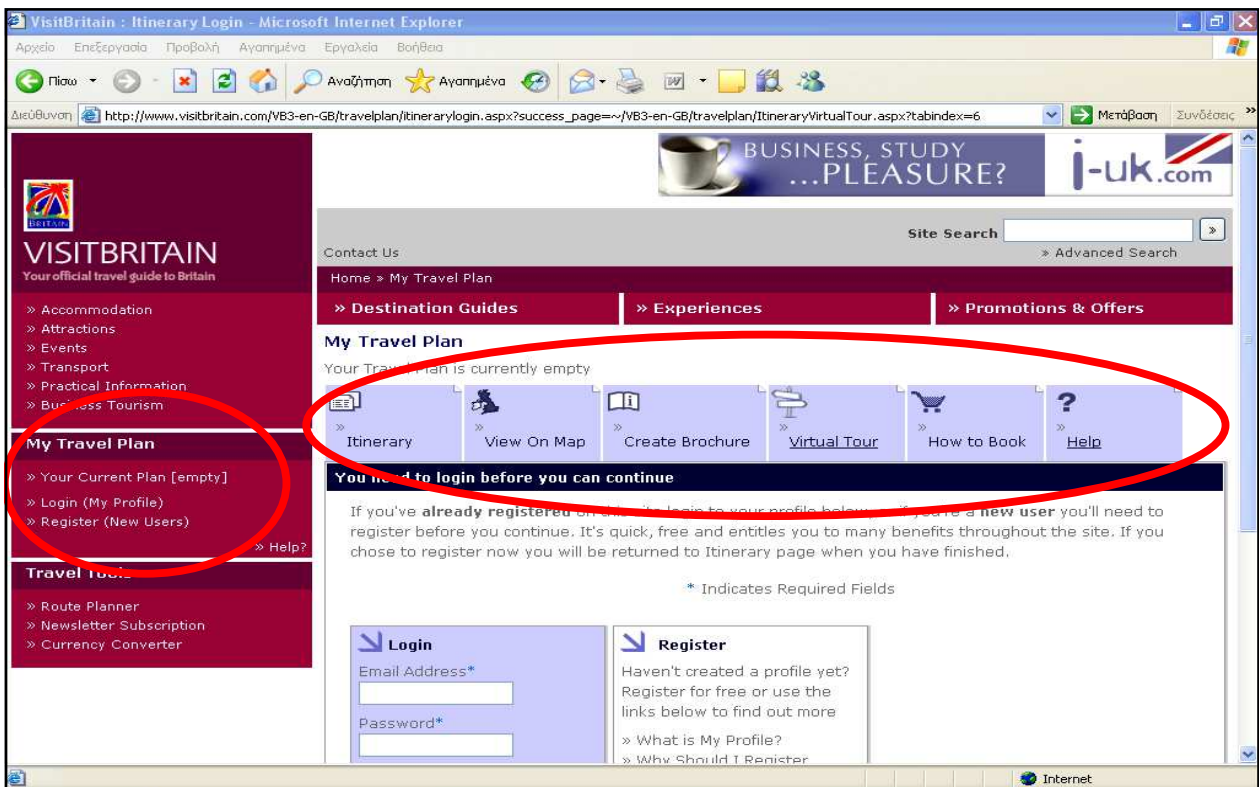 VisitBritain : Itinerary Login - Microsoft Internet Explorer
Αρχείο Επεξεργασία Προβολή Αγαπημένα Εργαλεία Βοήθεια
Πίσω Αναζήτηση Αγαπημένα
Διεύθυνση http://www.visitbritain.com/VB3-en-GB/travelplan/itinerarylogin.aspx?success_page=~/VB3-en-GB/travelplan/ItineraryVirtualTour.aspx?tabindex=6 Μετάβαση Συνδέσεις »
BUSINESS, STUDY
...PLEASURE?
i-uk.com
BRITAIN
VISITBRITAIN
Your official travel guide to Britain
» Accommodation
» Attractions
» Events
» Transport
» Practical Information
» Business Tourism
My Travel Plan
» Your Current Plan [empty]
» Login (My Profile)
» Register (New Users)
» Help?
Travel Tools
» Route Planner
» Newsletter Subscription
» Currency Converter
Site Search »
Contact Us » Advanced Search
Home » My Travel Plan
» Destination Guides » Experiences » Promotions & Offers
My Travel Plan
Your Travel Plan is currently empty
» Itinerary » View On Map » Create Brochure » Virtual Tour » How to Book ? » Help
You need to login before you can continue
If you've already registered on this site login to your profile below, or if you're a new user you'll need to
register before you continue. It's quick, free and entitles you to many benefits throughout the site. If you
chose to register now you will be returned to Itinerary page when you have finished.
* Indicates Required Fields
Login
Email Address*
Password*
Register
Haven't created a profile yet?
Register for free or use the
links below to find out more
» What is My Profile?
» Why Should I Register
Internet